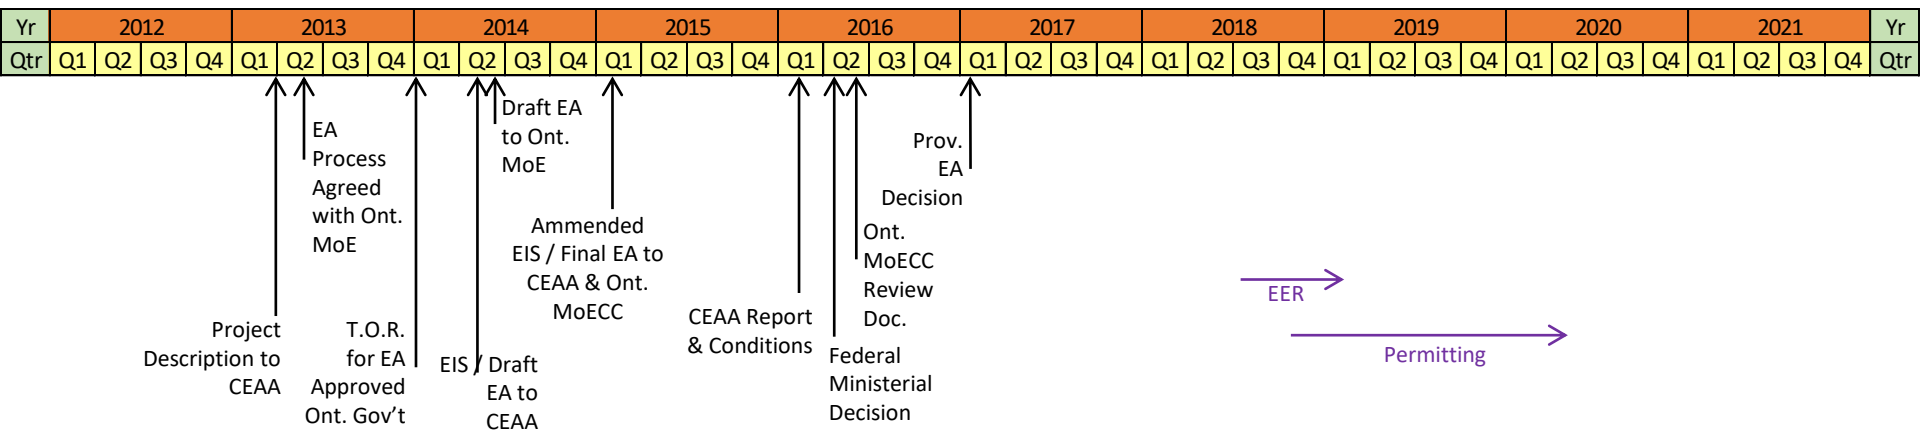 Yr 2012 2013 2014 2015 2016 2017 2018 2019 2020 2021 Yr
Qtr Q1 Q2 Q3 Q4 Q1 Q2 Q3 Q4 Q1 Q2 Q3 Q4 Q1 Q2 Q3 Q4 Q1 Q2 Q3 Q4 Q1 Q2 Q3 Q4 Q1 Q2 Q3 Q4 Q1 Q2 Q3 Q4 Q1 Q2 Q3 Q4 Q1 Q2 Q3 Q4 Qtr
Project
Description to
CEAA
EA
Process
Agreed
with Ont.
MoE
T.O.R.
for EA
Approved
Ont. Gov’t
EIS / Draft
EA to
CEAA
Draft EA
to Ont.
MoE
Ammended
EIS / Final EA to
CEAA & Ont.
MoECC
CEAA Report
& Conditions
Federal
Ministerial
Decision
Ont.
MoECC
Review
Doc.
Prov.
EA
Decision
EER
Permitting